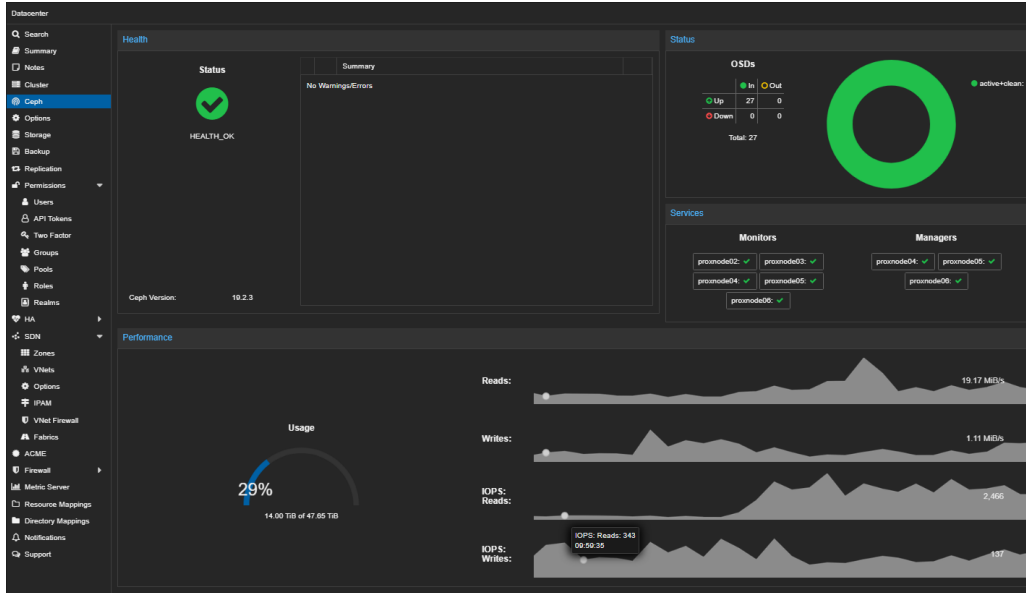 Datacenter
Search
Summary
Notes
Cluster
Ceph
Options
Storage
Backup
Replication
Permissions
Users
API Tokens
Two Factor
Groups
Pools
Roles
Realms
HA
SDN
Zones
VNets
Options
IPAM
VNet Firewall
Fabrics
ACME
Firewall
Metric Server
Resource Mappings
Directory Mappings
Notifications
Support
Health
Status
HEALTH_OK
Ceph Version: 19.2.3
Summary
No Warnings/Errors
Status
OSDs
In Out
Up 27 0
Down 0 0
Total: 27
active+clean:
Services
Monitors
proxnode02: proxnode03:
proxnode04: proxnode05:
proxnode06:
Managers
proxnode04: proxnode05:
proxnode06:
Performance
Usage
29%
14.00 TiB of 47.65 TiB
Reads: 19.17 MiB/s
Writes: 1.11 MiB/s
IOPS:
Reads: 2,466
IOPS: Reads: 343
09:59:35
IOPS:
Writes: 137